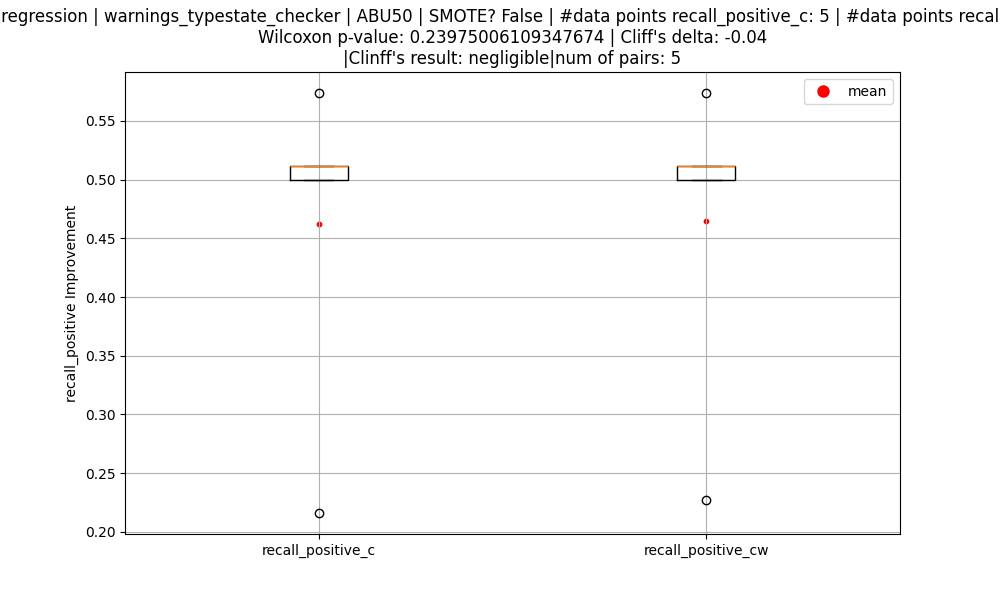 regression | warnings_typestate_checker | ABU50 | SMOTE? False | #data points recall_positive_c: 5 | #data points recal
Wilcoxon p-value: 0.23975006109347674 | Cliff's delta: -0.04
|Clinff's result: negligible|num of pairs: 5
mean
0.55
0.50
0.45
0.40
0.35
0.30
0.25
0.20
recall_positive Improvement
recall_positive_c
recall_positive_cw